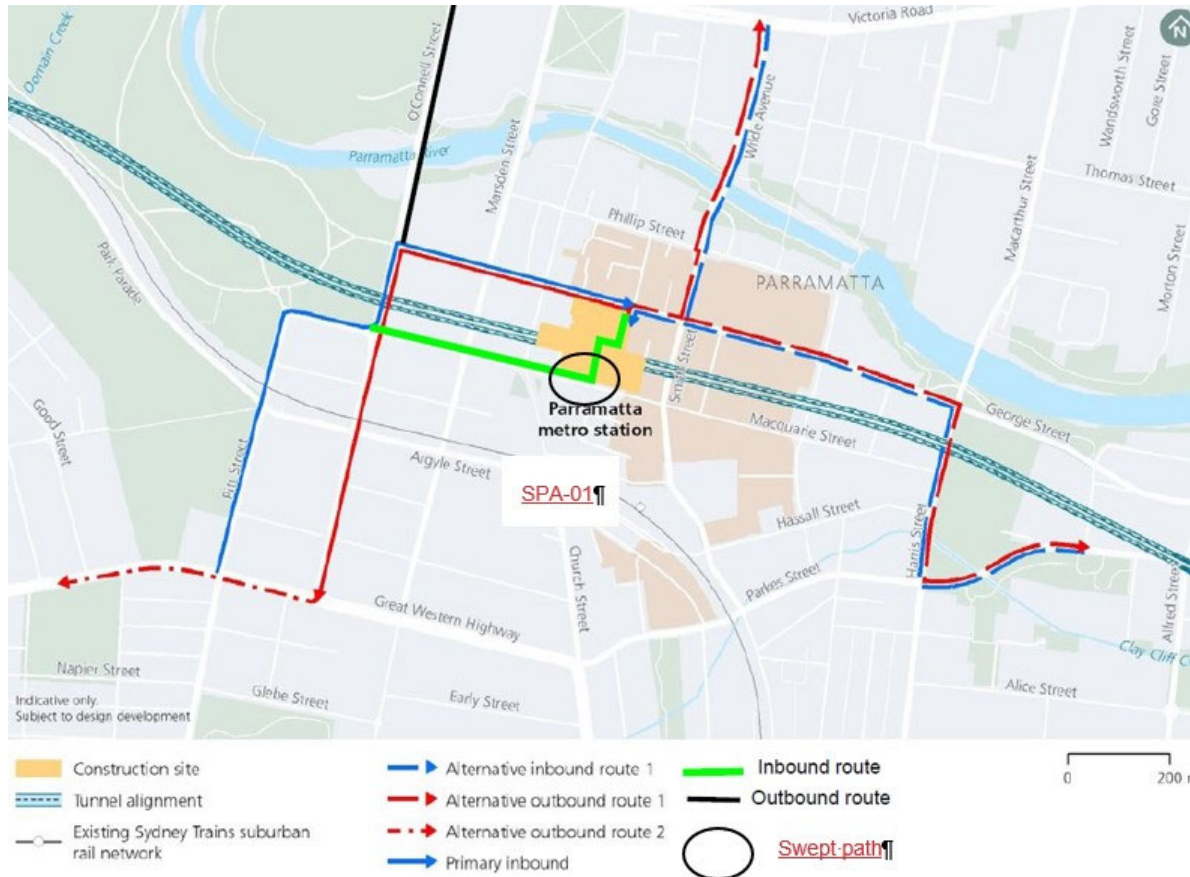 Victoria Road
N
Domain Creek
O'Connell Street
Wandsworth Street
Gore Street
Wilde Avenue
Parramatta River
Marsden Street
Macarthur Street
Thomas Street
Phillip Street
Park Parade
PARRAMATTA
Morton Street
Smith Street
Good Street
Parramatta
metro station
Macquarie Street
George Street
Pitt Street
Argyle Street
SPA-01¶
Hassall Street
Harris Street
Church Street
Parkes Street
Alfred Street
Great Western Highway
Clay Cliff C
Napier Street
Glebe Street
Early Street
Alice Street
Indicative only.
Subject to design development
Construction site
Tunnel alignment
Existing Sydney Trains suburban
rail network
Alternative inbound route 1
Alternative outbound route 1
Alternative outbound route 2
Primary inbound
Inbound route
Outbound route
Swept·path¶
0 200 m